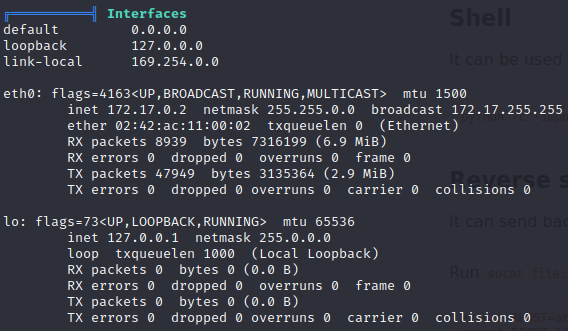 Interfaces
default         0.0.0.0
loopback        127.0.0.0
link-local      169.254.0.0
eth0: flags=4163<UP,BROADCAST,RUNNING,MULTICAST>  mtu 1500
        inet 172.17.0.2  netmask 255.255.0.0  broadcast 172.17.255.255
        ether 02:42:ac:11:00:02  txqueuelen 0  (Ethernet)
        RX packets 8939  bytes 7316199 (6.9 MiB)
        RX errors 0  dropped 0  overruns 0  frame 0
        TX packets 47949  bytes 3135364 (2.9 MiB)
        TX errors 0  dropped 0 overruns 0  carrier 0  collisions 0
lo: flags=73<UP,LOOPBACK,RUNNING>  mtu 65536
        inet 127.0.0.1  netmask 255.0.0.0
        loop  txqueuelen 1000  (Local Loopback)
        RX packets 0  bytes 0 (0.0 B)
        RX errors 0  dropped 0  overruns 0  frame 0
        TX packets 0  bytes 0 (0.0 B)
        TX errors 0  dropped 0 overruns 0  carrier 0  collisions 0
Shell
It can be used
Reverse s
It can send bac
Run